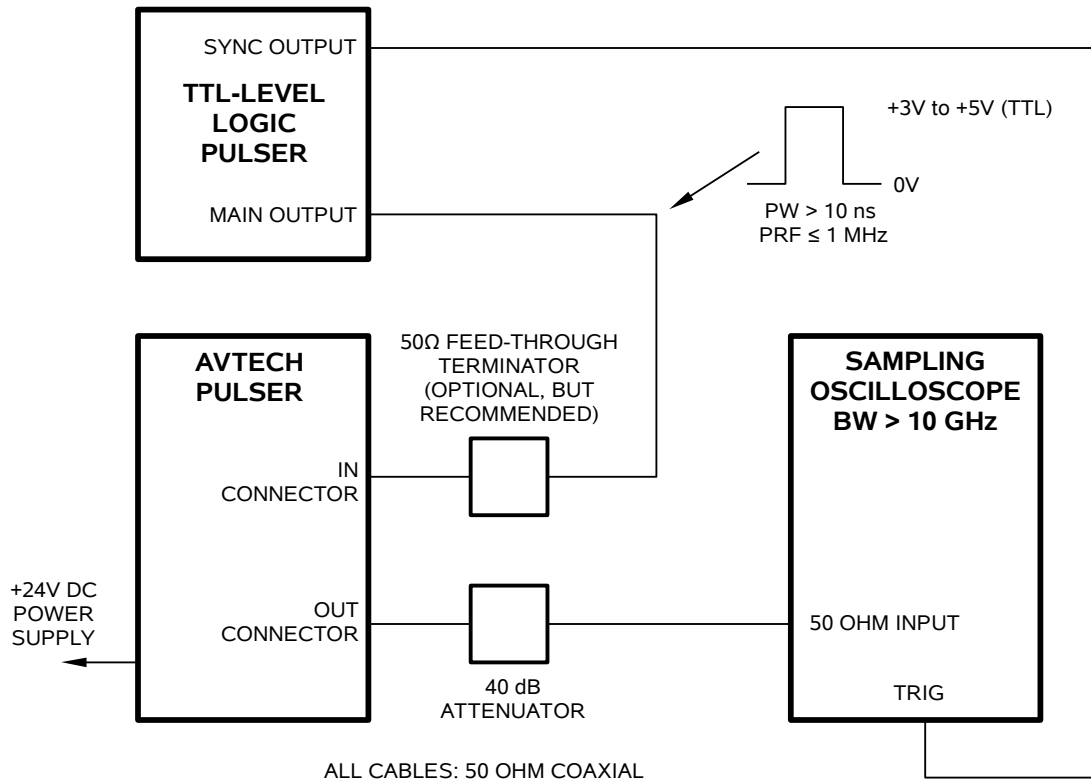 SYNC OUTPUT
TTL-LEVEL
LOGIC
PULSER
MAIN OUTPUT
+3V to +5V (TTL)
0V
PW > 10 ns
PRF ≤ 1 MHz
AVTECH
PULSER
IN
CONNECTOR
OUT
CONNECTOR
50Ω FEED-THROUGH
TERMINATOR
(OPTIONAL, BUT
RECOMMENDED)
SAMPLING
OSCILLOSCOPE
BW > 10 GHz
50 OHM INPUT
TRIG
+24V DC
POWER
SUPPLY
40 dB
ATTENUATOR
ALL CABLES: 50 OHM COAXIAL